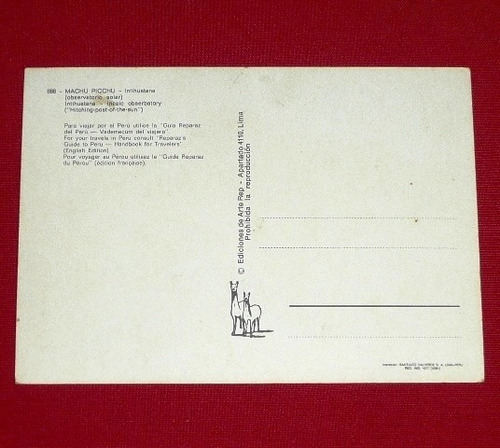 888 - MACHU PICCHU - Intihuatana
(observatorio solar)
Intihuatana - Incaic obserbatory
("Hitching-post-of-the-sun")
Para viajar por el Perú utilice la "Guía Reparaz
del Perú — Vademecum del viajero".
For your travels in Peru consult "Reparaz's
Guide to Peru — Handbook for Travelers".
(English Edition).
Pour voyager au Pérou utilisez le "Guide Reparaz
du Pérou" (édition française).
© Ediciones de Arte Rep - Apartado 4110, Lima
Prohibida la reproducción